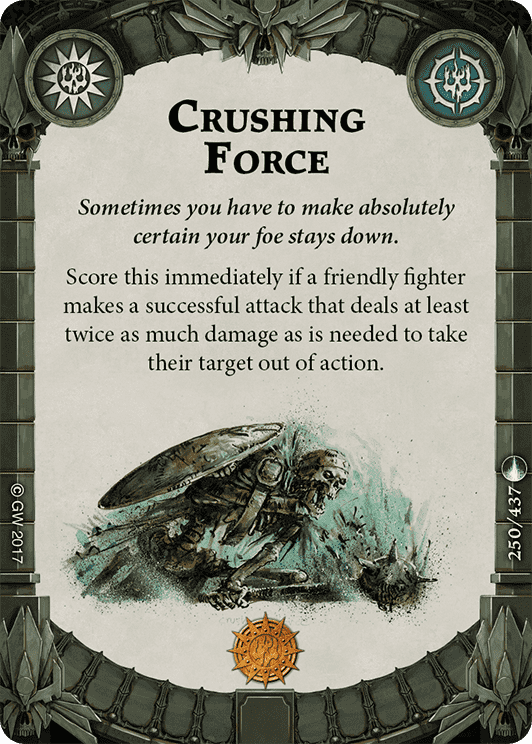 Crushing
Force
Sometimes you have to make absolutely
certain your foe stays down.
Score this immediately if a friendly fighter
makes a successful attack that deals at least
twice as much damage as is needed to take
their target out of action.
© GW 2017
250/437